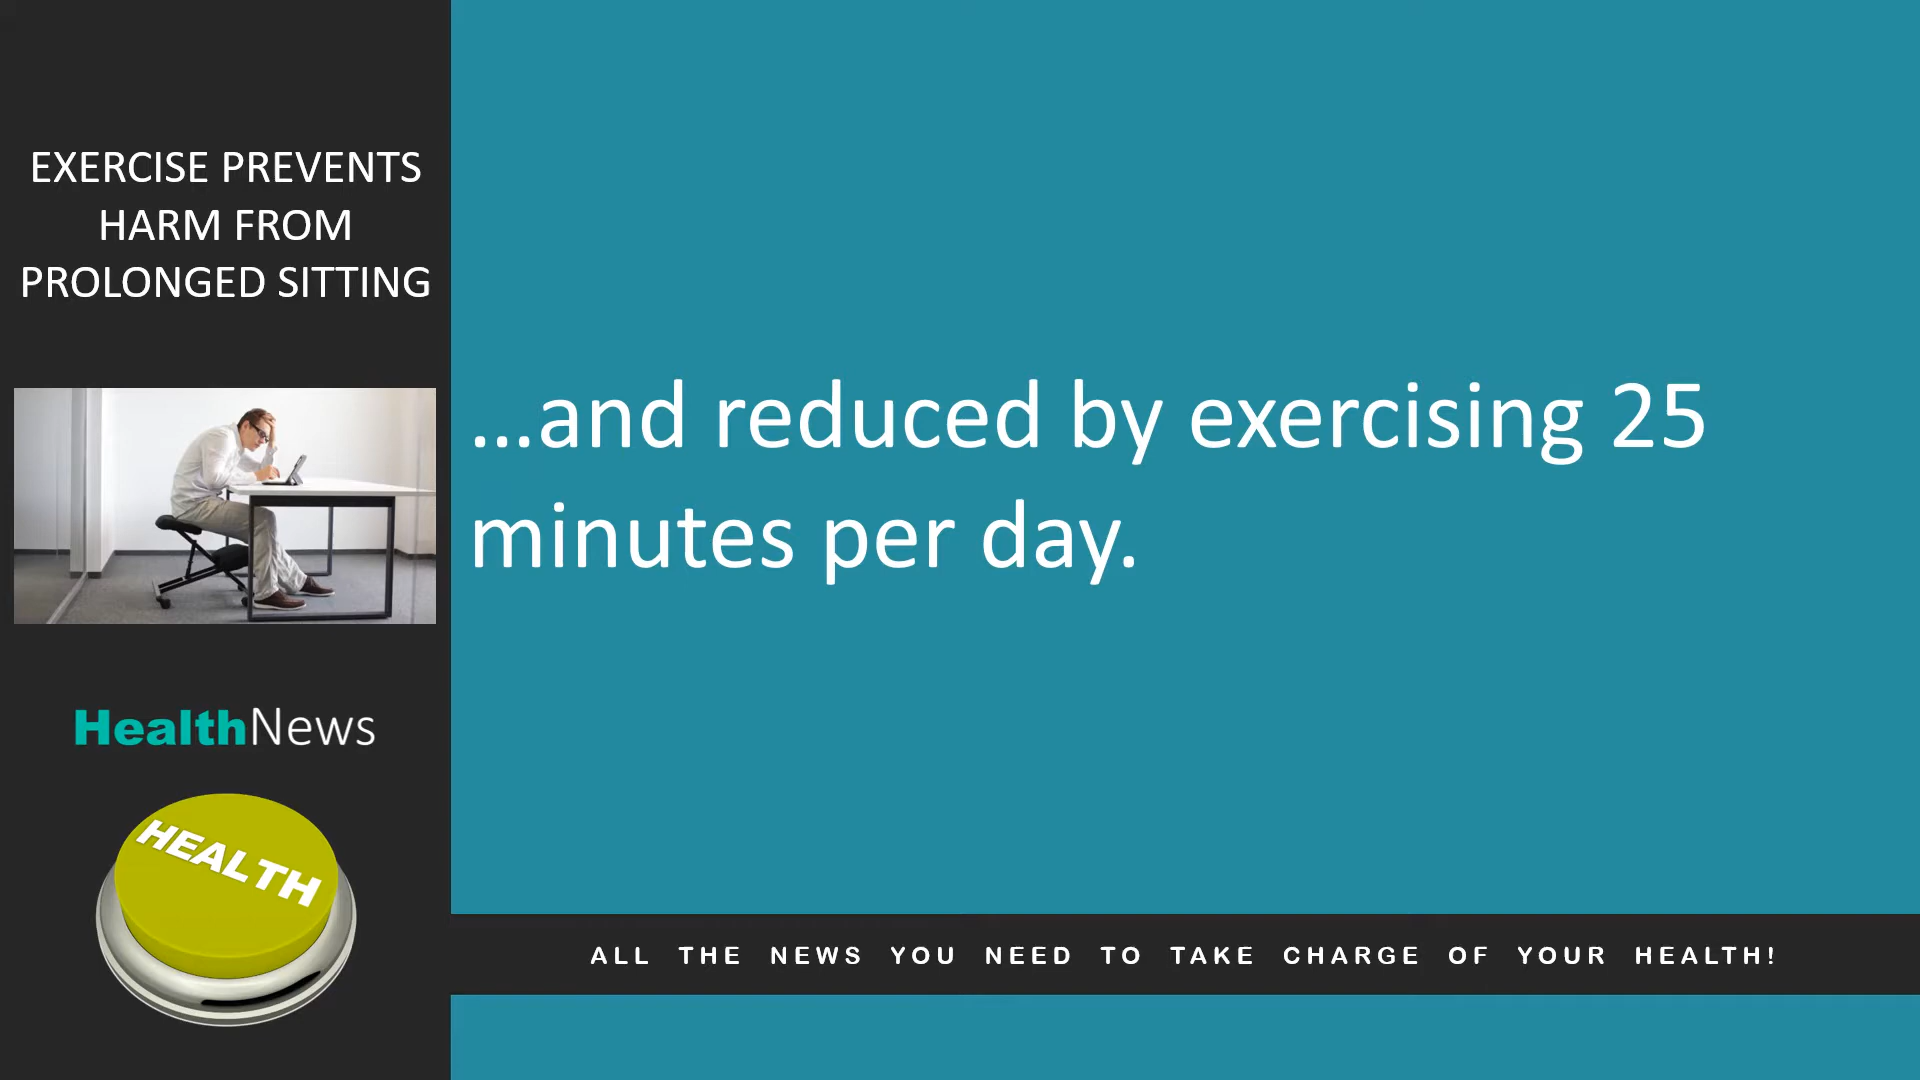 EXERCISE PREVENTS
HARM FROM
PROLONGED SITTING
HealthNews
HEALTH
...and reduced by exercising 25
minutes per day.
ALL THE NEWS YOU NEED TO TAKE CHARGE OF YOUR HEALTH!